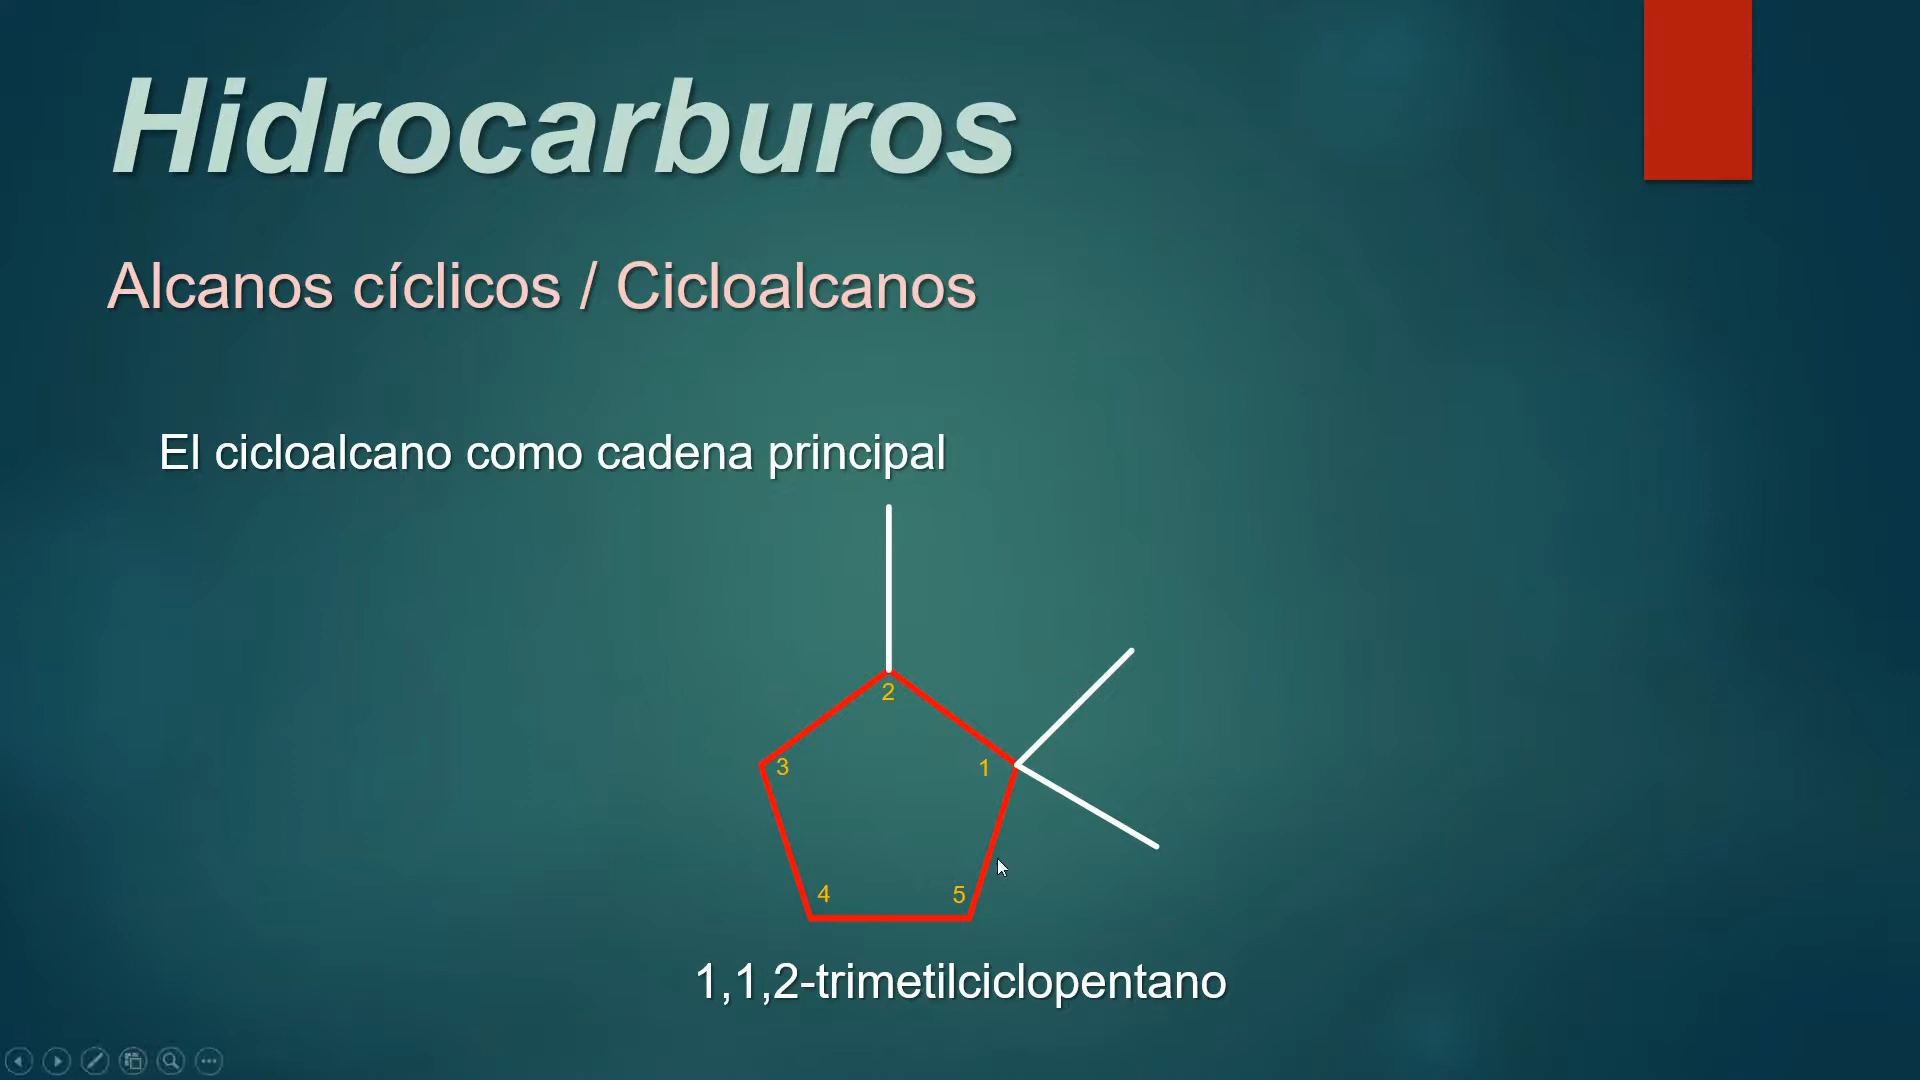 Hidrocarburos
Alcanos cíclicos / Cicloalcanos
El cicloalcano como cadena principal
2
3
1
4
5
1,1,2-trimetilciclopentano